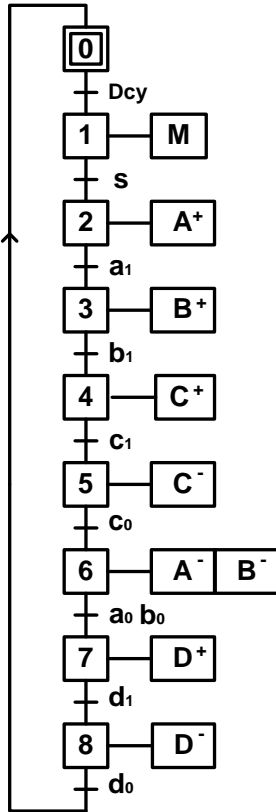 0
Dcy
1 M
s
2 A⁺
a₁
3 B⁺
b₁
4 C⁺
c₁
5 C⁻
c₀
6 A⁻ B⁻
a₀ b₀
7 D⁺
d₁
8 D⁻
d₀